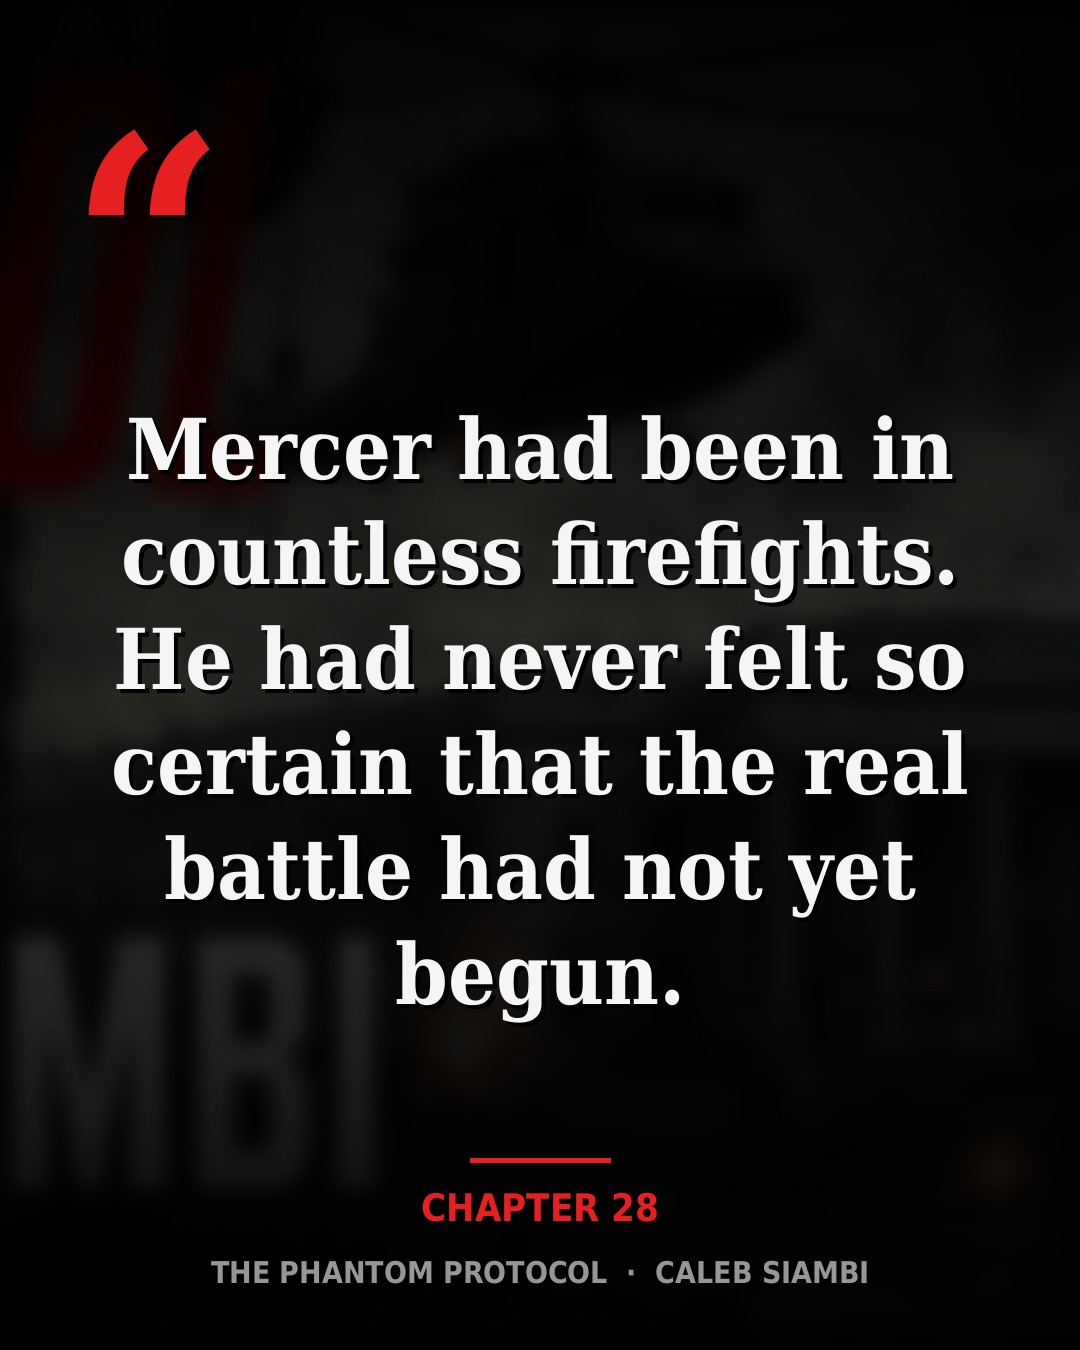 “
Mercer had been in
countless firefights.
He had never felt so
certain that the real
battle had not yet
begun.
CHAPTER 28
THE PHANTOM PROTOCOL · CALEB SIAMBI
MBI